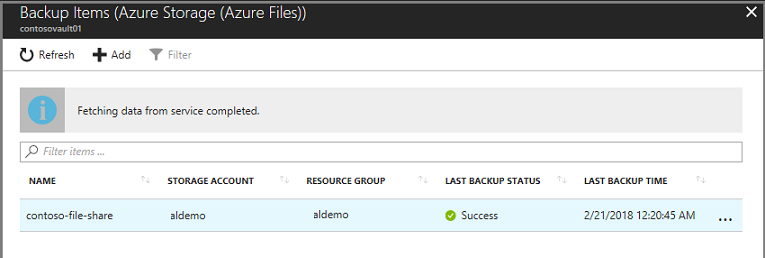 Backup Items (Azure Storage (Azure Files))
contosovault01
Refresh Add Filter
Fetching data from service completed.
Filter items ...
NAME STORAGE ACCOUNT RESOURCE GROUP LAST BACKUP STATUS LAST BACKUP TIME
contoso-file-share aldemo aldemo Success 2/21/2018 12:20:45 AM ...